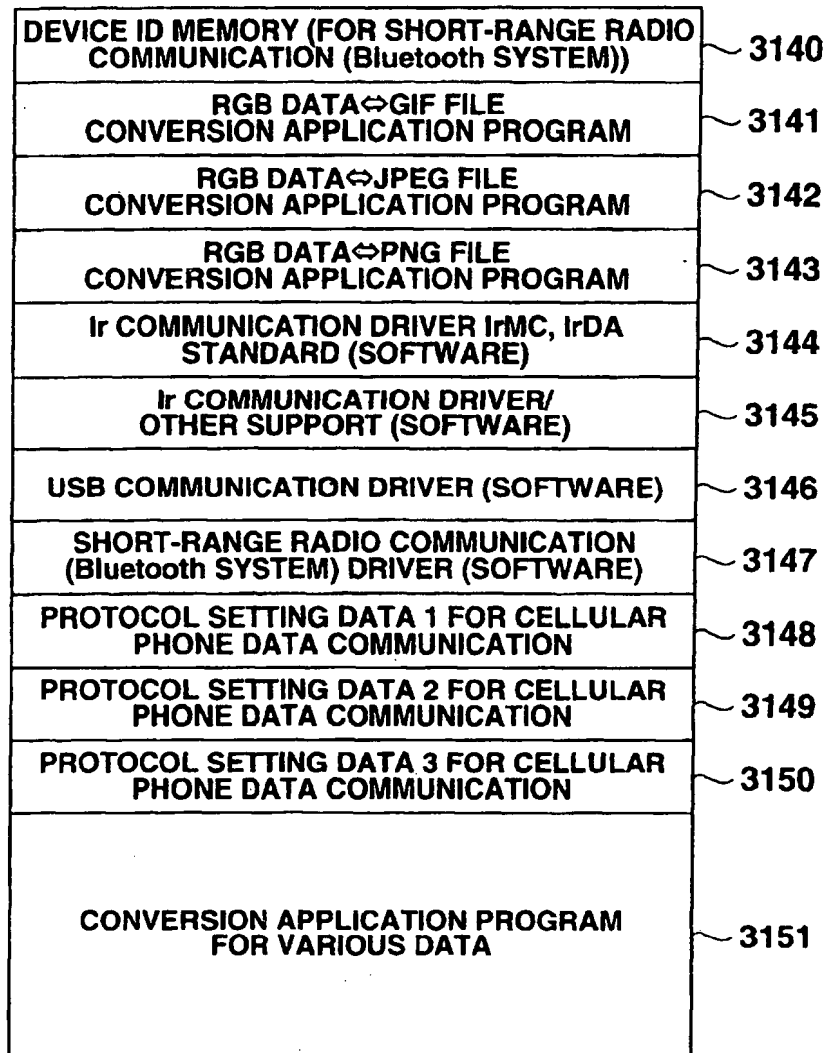 DEVICE ID MEMORY (FOR SHORT-RANGE RADIO
COMMUNICATION (Bluetooth SYSTEM))
3140
RGB DATA⇔GIF FILE
CONVERSION APPLICATION PROGRAM
3141
RGB DATA⇔JPEG FILE
CONVERSION APPLICATION PROGRAM
3142
RGB DATA⇔PNG FILE
CONVERSION APPLICATION PROGRAM
3143
Ir COMMUNICATION DRIVER IrMC, IrDA
STANDARD (SOFTWARE)
3144
Ir COMMUNICATION DRIVER/
OTHER SUPPORT (SOFTWARE)
3145
USB COMMUNICATION DRIVER (SOFTWARE)
3146
SHORT-RANGE RADIO COMMUNICATION
(Bluetooth SYSTEM) DRIVER (SOFTWARE)
3147
PROTOCOL SETTING DATA 1 FOR CELLULAR
PHONE DATA COMMUNICATION
3148
PROTOCOL SETTING DATA 2 FOR CELLULAR
PHONE DATA COMMUNICATION
3149
PROTOCOL SETTING DATA 3 FOR CELLULAR
PHONE DATA COMMUNICATION
3150
CONVERSION APPLICATION PROGRAM
FOR VARIOUS DATA
3151